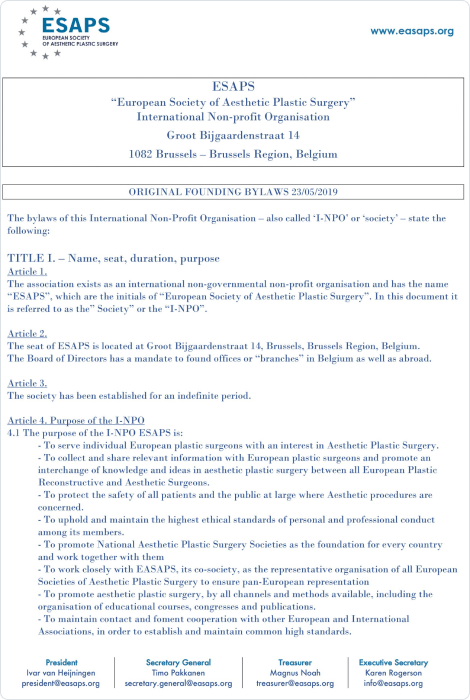 ESAPS
EUROPEAN SOCIETY
OF AESTHETIC PLASTIC SURGERY
www.easaps.org
ESAPS
“European Society of Aesthetic Plastic Surgery”
International Non-profit Organisation
Groot Bijgaardenstraat 14
1082 Brussels – Brussels Region, Belgium
ORIGINAL FOUNDING BYLAWS 23/05/2019
The bylaws of this International Non-Profit Organisation – also called ‘I-NPO’ or ‘society’ – state the
following:
TITLE I. – Name, seat, duration, purpose
Article 1.
The association exists as an international non-governmental non-profit organisation and has the name
“ESAPS”, which are the initials of “European Society of Aesthetic Plastic Surgery”. In this document it
is referred to as the” Society” or the “I-NPO”.
Article 2.
The seat of ESAPS is located at Groot Bijgaardenstraat 14, Brussels, Brussels Region, Belgium.
The Board of Directors has a mandate to found offices or “branches” in Belgium as well as abroad.
Article 3.
The society has been established for an indefinite period.
Article 4. Purpose of the I-NPO
4.1 The purpose of the I-NPO ESAPS is:
- To serve individual European plastic surgeons with an interest in Aesthetic Plastic Surgery.
- To collect and share relevant information with European plastic surgeons and promote an
interchange of knowledge and ideas in aesthetic plastic surgery between all European Plastic
Reconstructive and Aesthetic Surgeons.
- To protect the safety of all patients and the public at large where Aesthetic procedures are
concerned.
- To uphold and maintain the highest ethical standards of personal and professional conduct
among its members.
- To promote National Aesthetic Plastic Surgery Societies as the foundation for every country
and work together with them
- To work closely with EASAPS, its co-society, as the representative organisation of all European
Societies of Aesthetic Plastic Surgery to ensure pan-European representation
- To promote aesthetic plastic surgery, by all channels and methods available, including the
organisation of educational courses, congresses and publications.
- To maintain contact and foment cooperation with other European and International
Associations, in order to establish and maintain common high standards.
President
Ivar van Heijningen
president@easaps.org
Secretary General
Timo Pakkanen
secretary.general@easaps.org
Treasurer
Magnus Noah
treasurer@easaps.org
Executive Secretary
Karen Rogerson
info@easaps.org